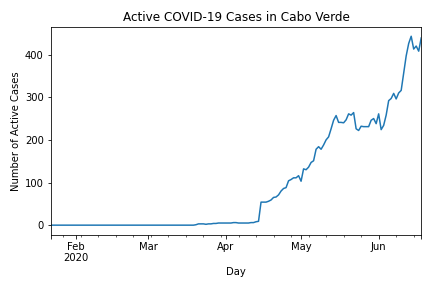 Active COVID-19 Cases in Cabo Verde
Number of Active Cases
400
300
200
100
0
Feb Mar Apr May Jun
2020
Day